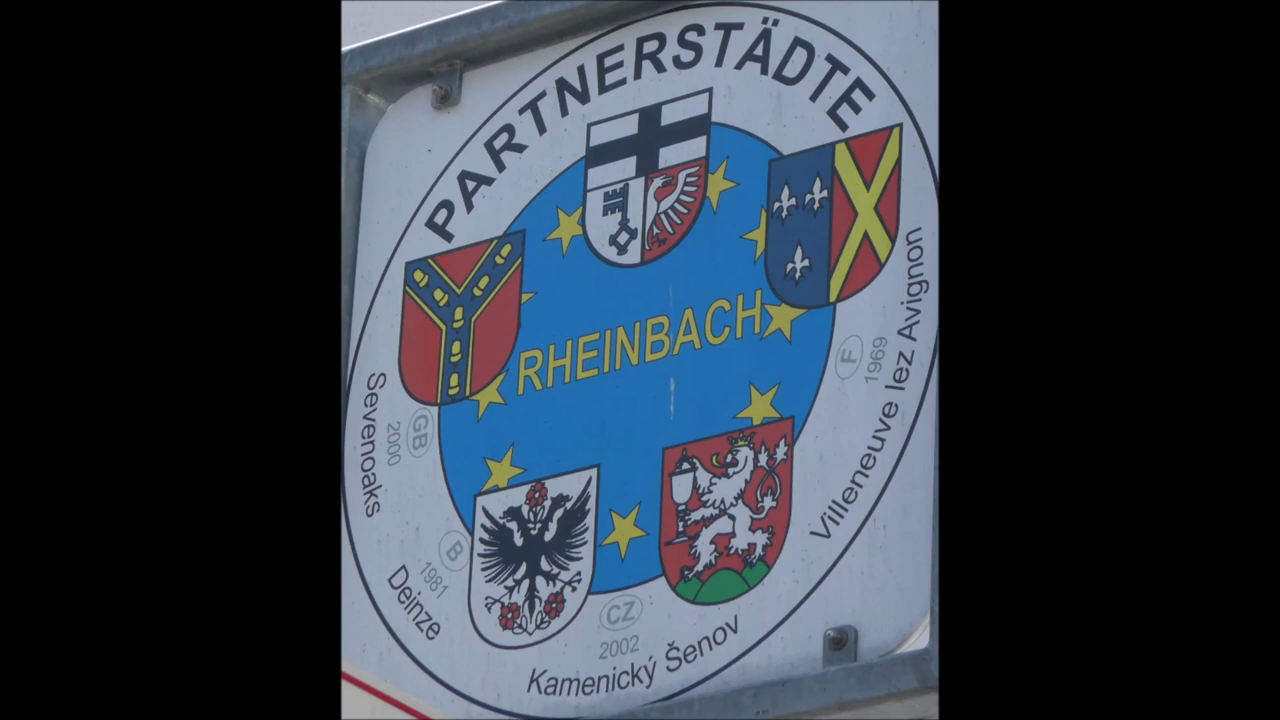 PARTNERSTÄDTE
RHEINBACH
F
1969
Villeneuve lez Avignon
GB
2000
Sevenoaks
B
1981
Deinze
CZ
2002
Kamenický Šenov